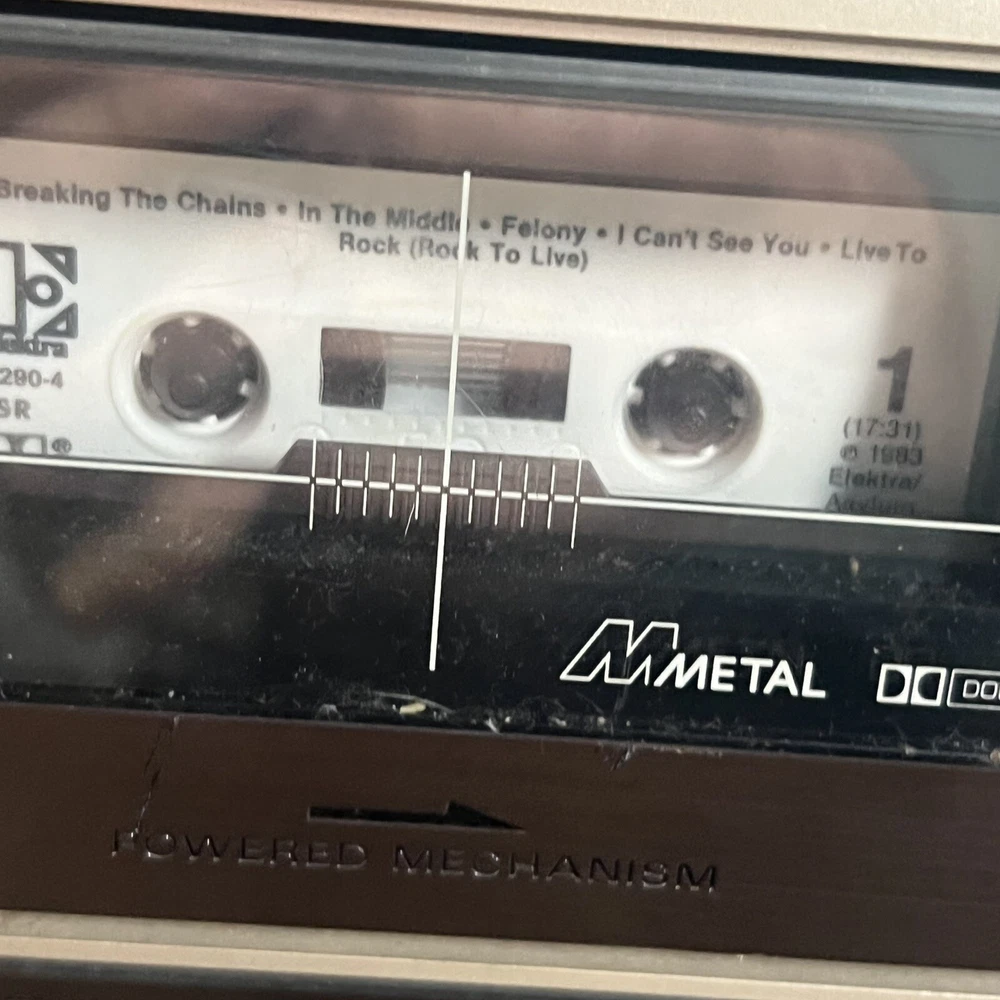 Breaking The Chains • In The Middle • Felony • I Can't See You • Live To
Rock (Rock To Live)
Elektra
290-4
SR
®
1
(17:31)
℗ 1983
Elektra/
Asylum
METAL
POWERED MECHANISM